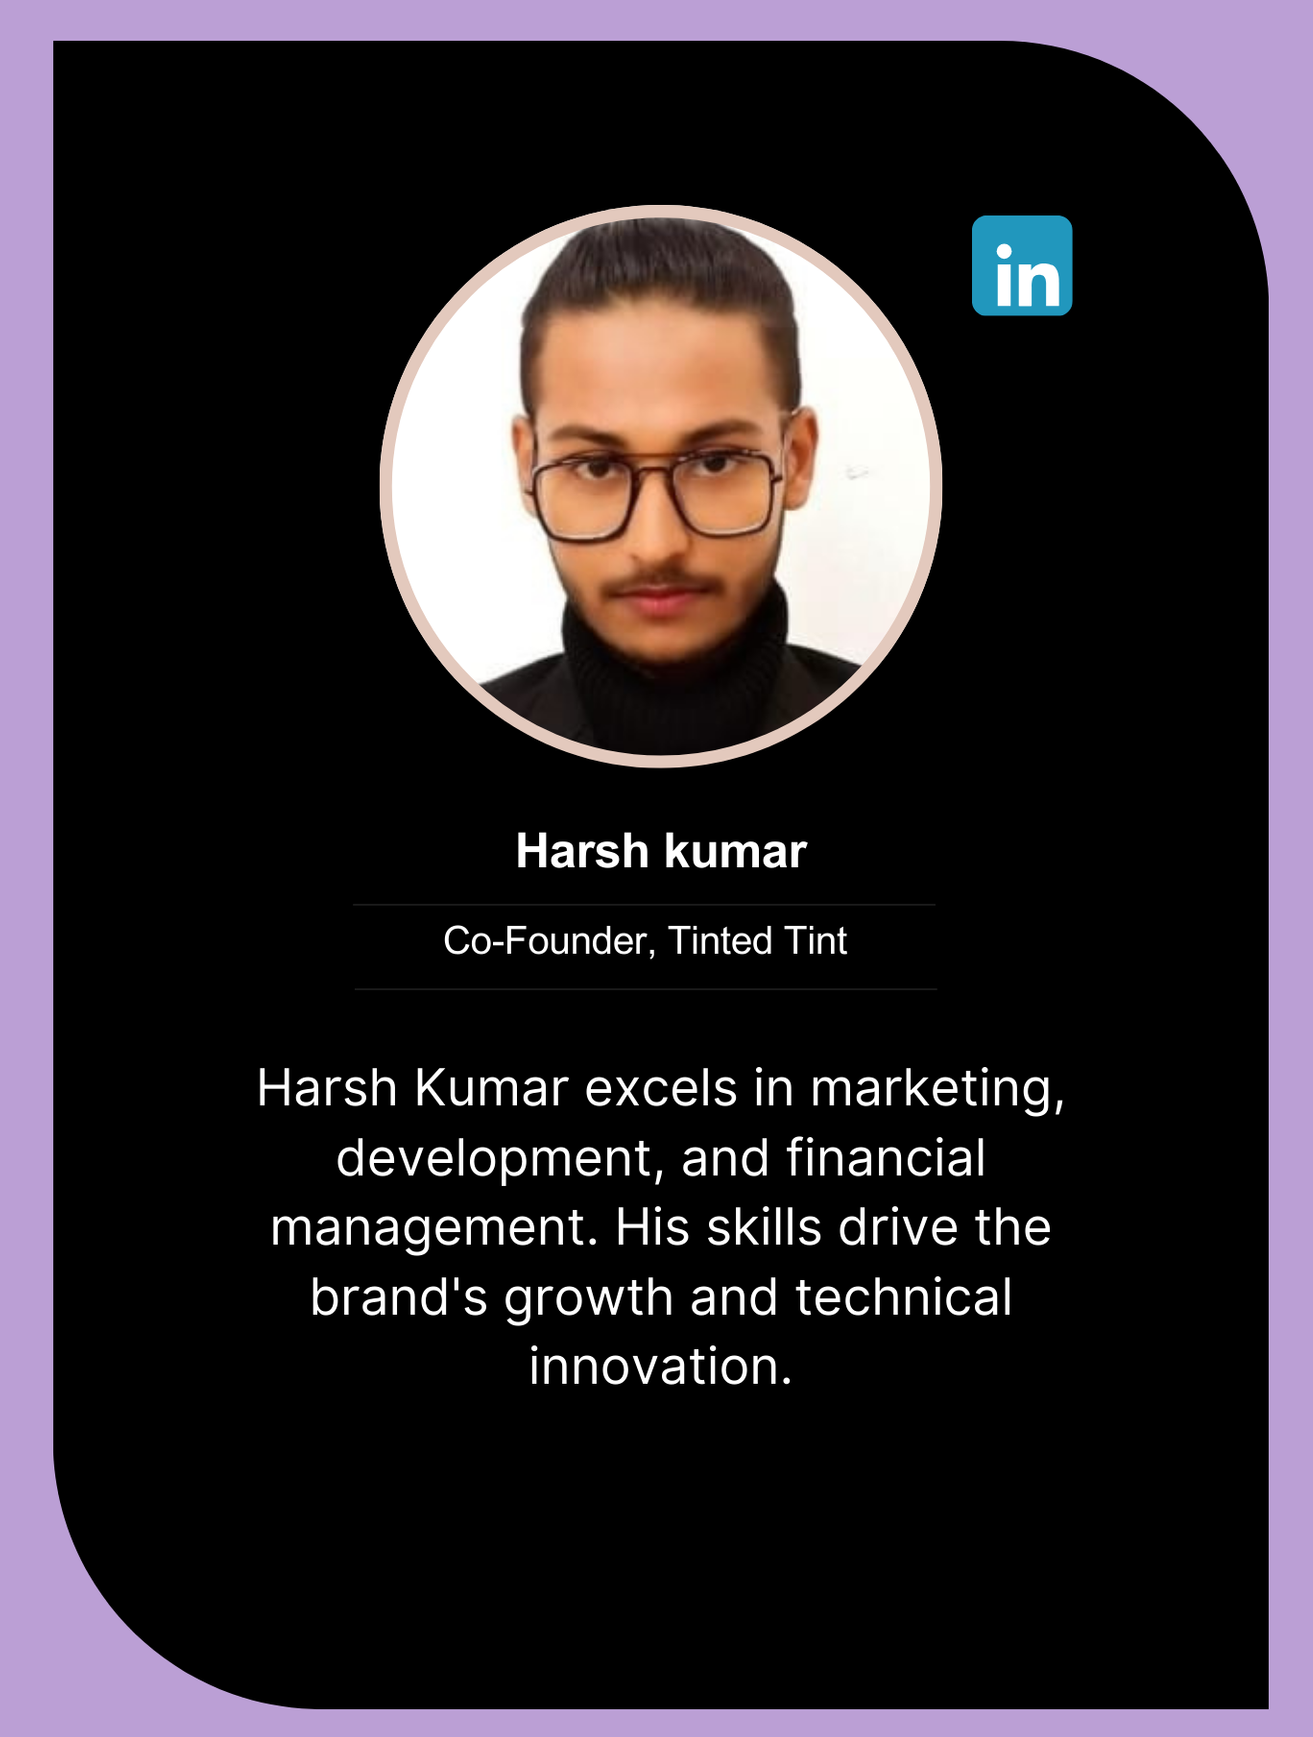 in
Harsh kumar
Co-Founder, Tinted Tint
Harsh Kumar excels in marketing,
development, and financial
management. His skills drive the
brand's growth and technical
innovation.